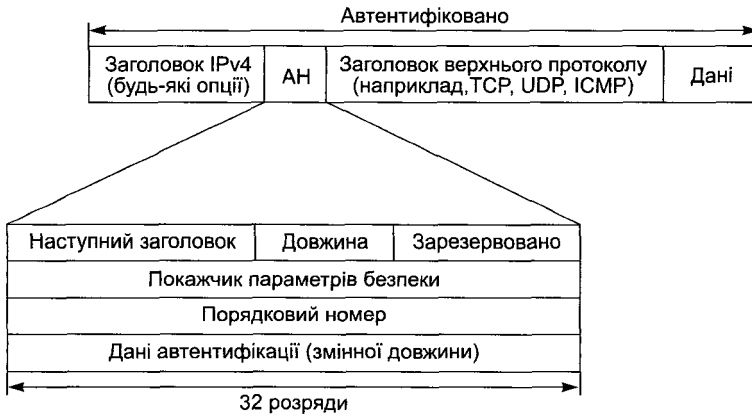 Автентифіковано
Заголовок IPv4 АН Заголовок верхнього протоколу Дані
(будь-які опції) (наприклад,TCP, UDP, ICMP)
Наступний заголовок Довжина Зарезервовано
Покажчик параметрів безпеки
Порядковий номер
Дані автентифікації (змінної довжини)
32 розряди